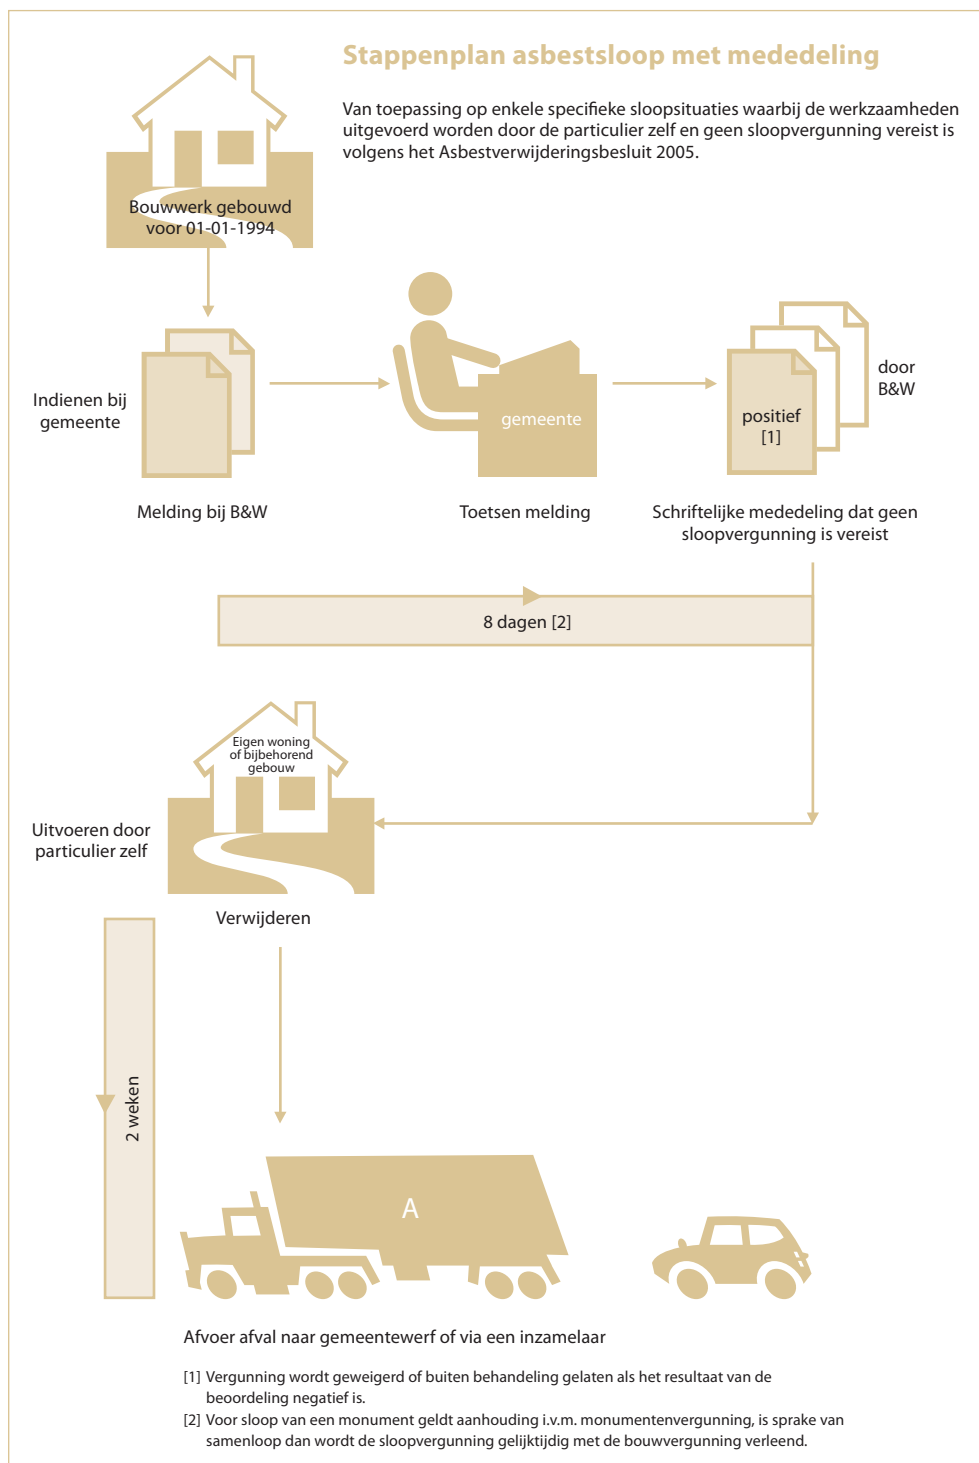 Stappenplan asbestsloop met mededeling
Van toepassing op enkele specifieke sloopsituaties waarbij de werkzaamheden
uitgevoerd worden door de particulier zelf en geen sloopvergunning vereist is
volgens het Asbestverwijderingsbesluit 2005.
Bouwwerk gebouwd
voor 01-01-1994
Indienen bij
gemeente
gemeente
positief
[1]
door
B&W
Melding bij B&W
Toetsen melding
Schriftelijke mededeling dat geen
sloopvergunning is vereist
8 dagen [2]
Eigen woning
of bijbehorend
gebouw
Uitvoeren door
particulier zelf
Verwijderen
2 weken
A
Afvoer afval naar gemeentewerf of via een inzamelaar
[1] Vergunning wordt geweigerd of buiten behandeling gelaten als het resultaat van de
beoordeling negatief is.
[2] Voor sloop van een monument geldt aanhouding i.v.m. monumentenvergunning, is sprake van
samenloop dan wordt de sloopvergunning gelijktijdig met de bouwvergunning verleend.